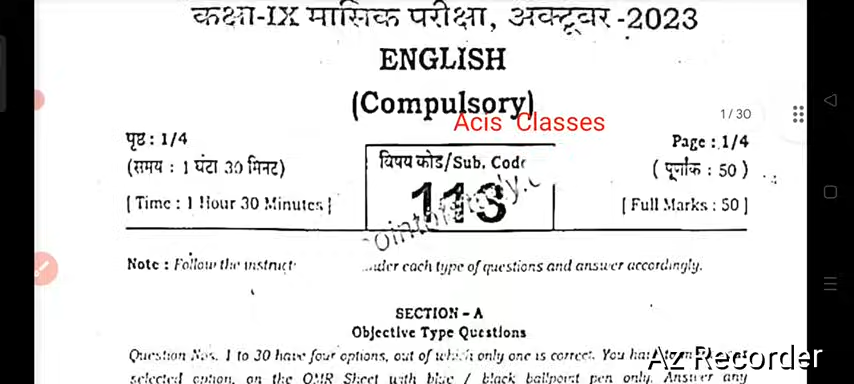 कक्षा-IX मासिक परीक्षा, अक्टूबर -2023
ENGLISH
(Compulsory)
Acis Classes
1/30
पृष्ठ : 1/4
Page : 1/4
(समय : 1 घंटा 30 मिनट)
विषय कोड/Sub. Code
(पूर्णांक : 50 )
113
[ Time : 1 Hour 30 Minutes ]
[ Full Marks : 50 ]
Note : Follow the under each type of questions and answer accordingly.
SECTION – A
Objective Type Questions
Question Nos. 1 to 30 have four options, out of which only one is correct. You
Az Recorder
selected option, on the OMR Sheet with blue / black ballpoint pen only. Answer any